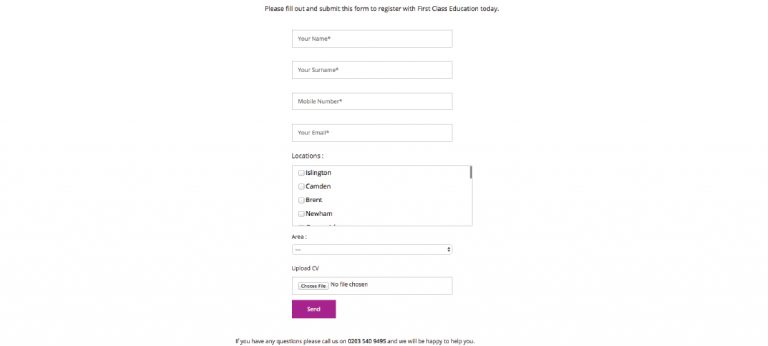 Please fill out and submit this form to register with First Class Education today.
Your Name*
Your Surname*
Mobile Number*
Your Email*
Locations :
Islington
Camden
Brent
Newham
Area :
---
Upload CV
Choose File No file chosen
Send
If you have any questions please call us on 0203 540 9495 and we will be happy to help you.